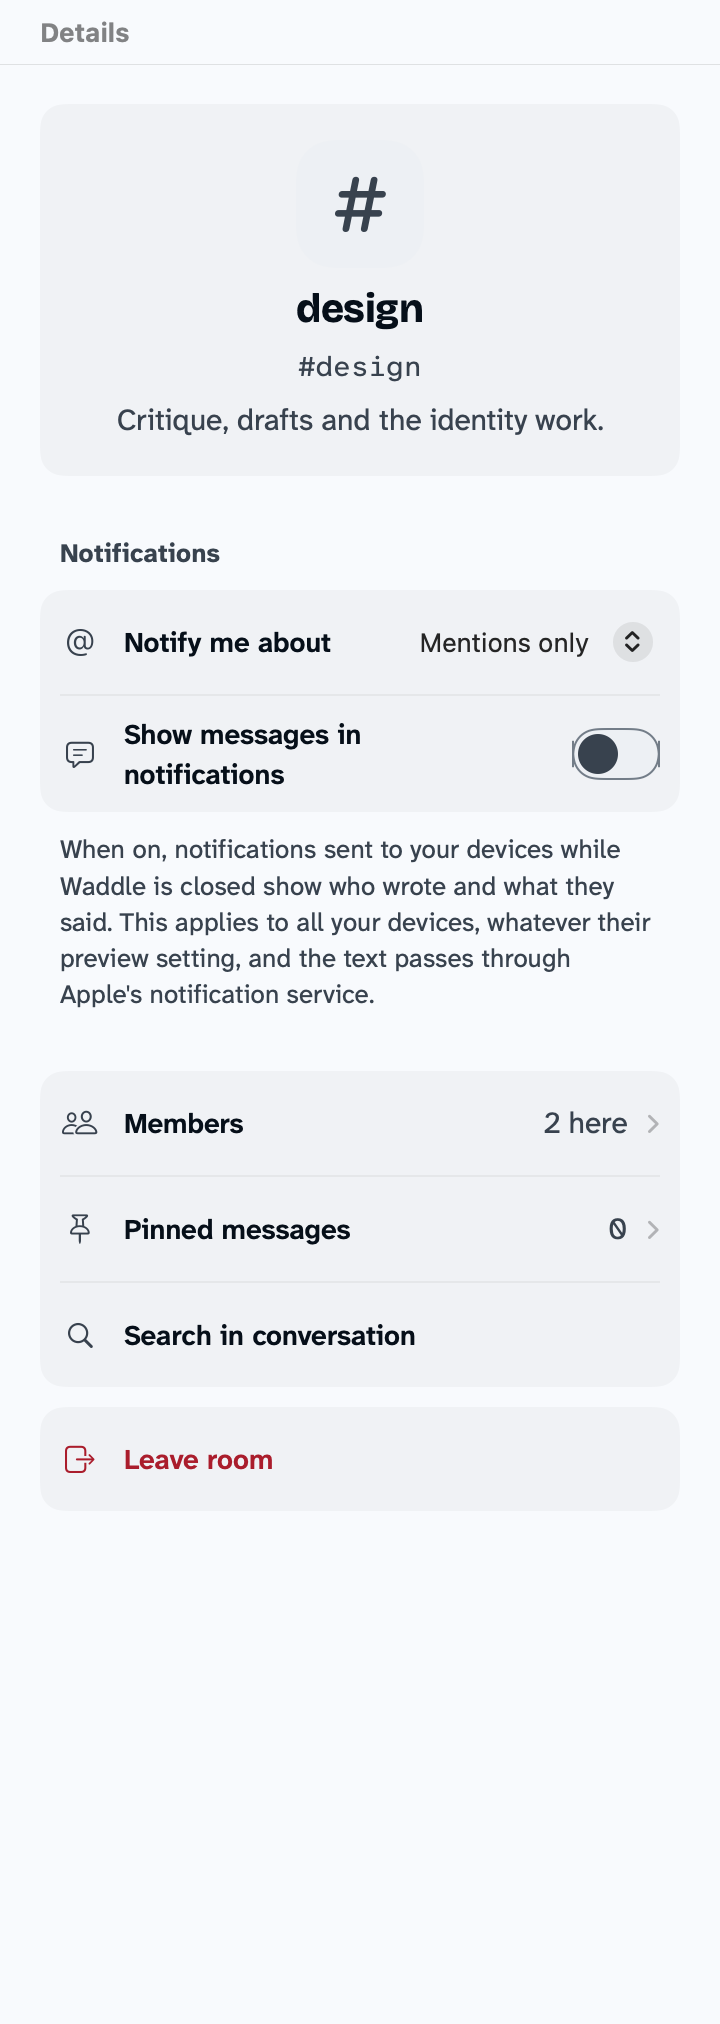 Details
#
design
#design
Critique, drafts and the identity work.
Notifications
@ Notify me about Mentions only
Show messages in
notifications
When on, notifications sent to your devices while
Waddle is closed show who wrote and what they
said. This applies to all your devices, whatever their
preview setting, and the text passes through
Apple's notification service.
Members 2 here
Pinned messages 0
Search in conversation
Leave room